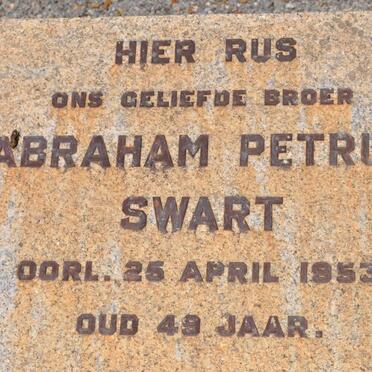 HIER RUS
ONS GELIEFDE BROER
ABRAHAM PETRU
SWART
OORL. 25 APRIL 1953
OUD 49 JAAR.